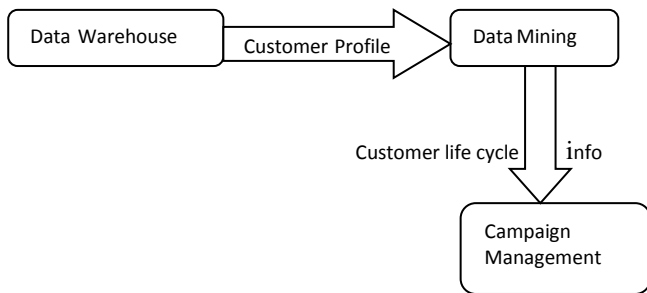 Data Warehouse
Customer Profile
Data Mining
Customer life cycle info
Campaign
Management